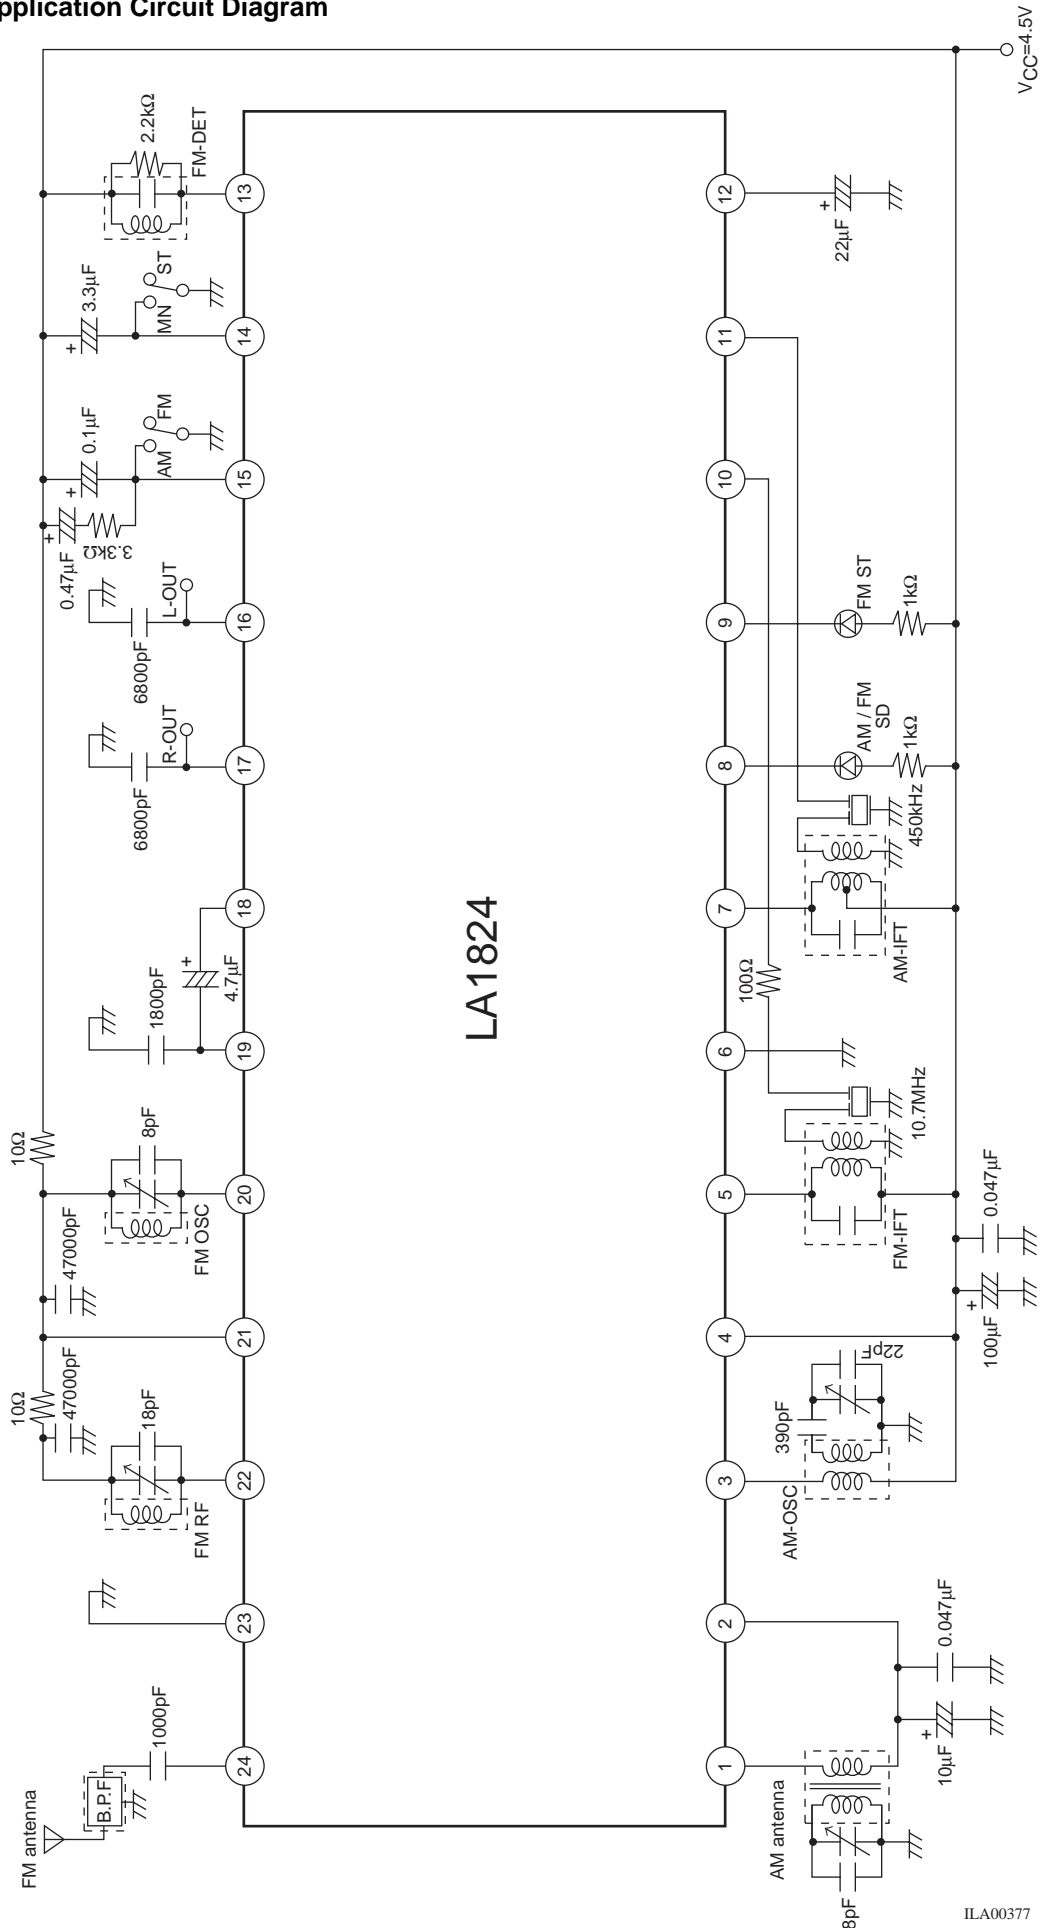 pplication Circuit Diagram
VCC=4.5V
2.2kΩ
FM-DET
13
3.3μF
+
ST
MN
14
0.1μF
+
FM
AM
15
+
0.47μF
3.3kΩ
L-OUT
6800pF
16
R-OUT
6800pF
17
18
+
4.7μF
1800pF
19
10Ω
8pF
FM OSC
20
47000pF
21
10Ω
47000pF
18pF
FM RF
22
23
1000pF
24
B.P.F
FM antenna
LA1824
12
+
22μF
11
10
9
FM ST
1kΩ
8
AM / FM
SD
1kΩ
450kHz
7
AM-IFT
100Ω
6
10.7MHz
5
FM-IFT
0.047μF
+
100μF
4
22pF
390pF
3
AM-OSC
2
0.047μF
+
10μF
1
AM antenna
8pF
ILA00377